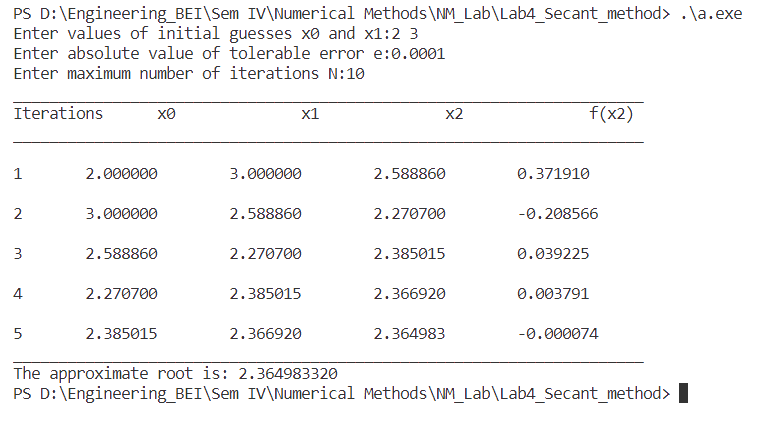 PS D:\Engineering_BEI\Sem IV\Numerical Methods\NM_Lab\Lab4_Secant_method> .\a.exe
Enter values of initial guesses x0 and x1:2 3
Enter absolute value of tolerable error e:0.0001
Enter maximum number of iterations N:10
Iterations x0 x1 x2 f(x2)
1 2.000000 3.000000 2.588860 0.371910
2 3.000000 2.588860 2.270700 -0.208566
3 2.588860 2.270700 2.385015 0.039225
4 2.270700 2.385015 2.366920 0.003791
5 2.385015 2.366920 2.364983 -0.000074
The approximate root is: 2.364983320
PS D:\Engineering_BEI\Sem IV\Numerical Methods\NM_Lab\Lab4_Secant_method>